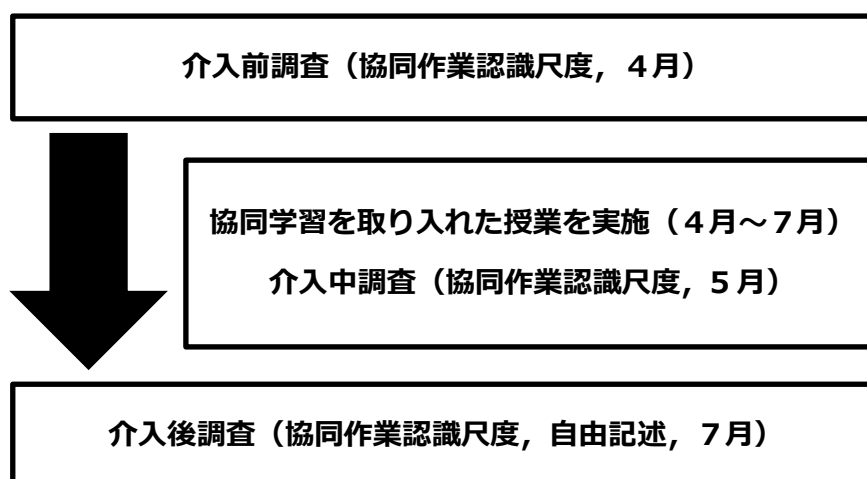 介入前調査（協同作業認識尺度，４月）
協同学習を取り入れた授業を実施（４月～７月）
介入中調査（協同作業認識尺度，５月）
介入後調査（協同作業認識尺度，自由記述，７月）